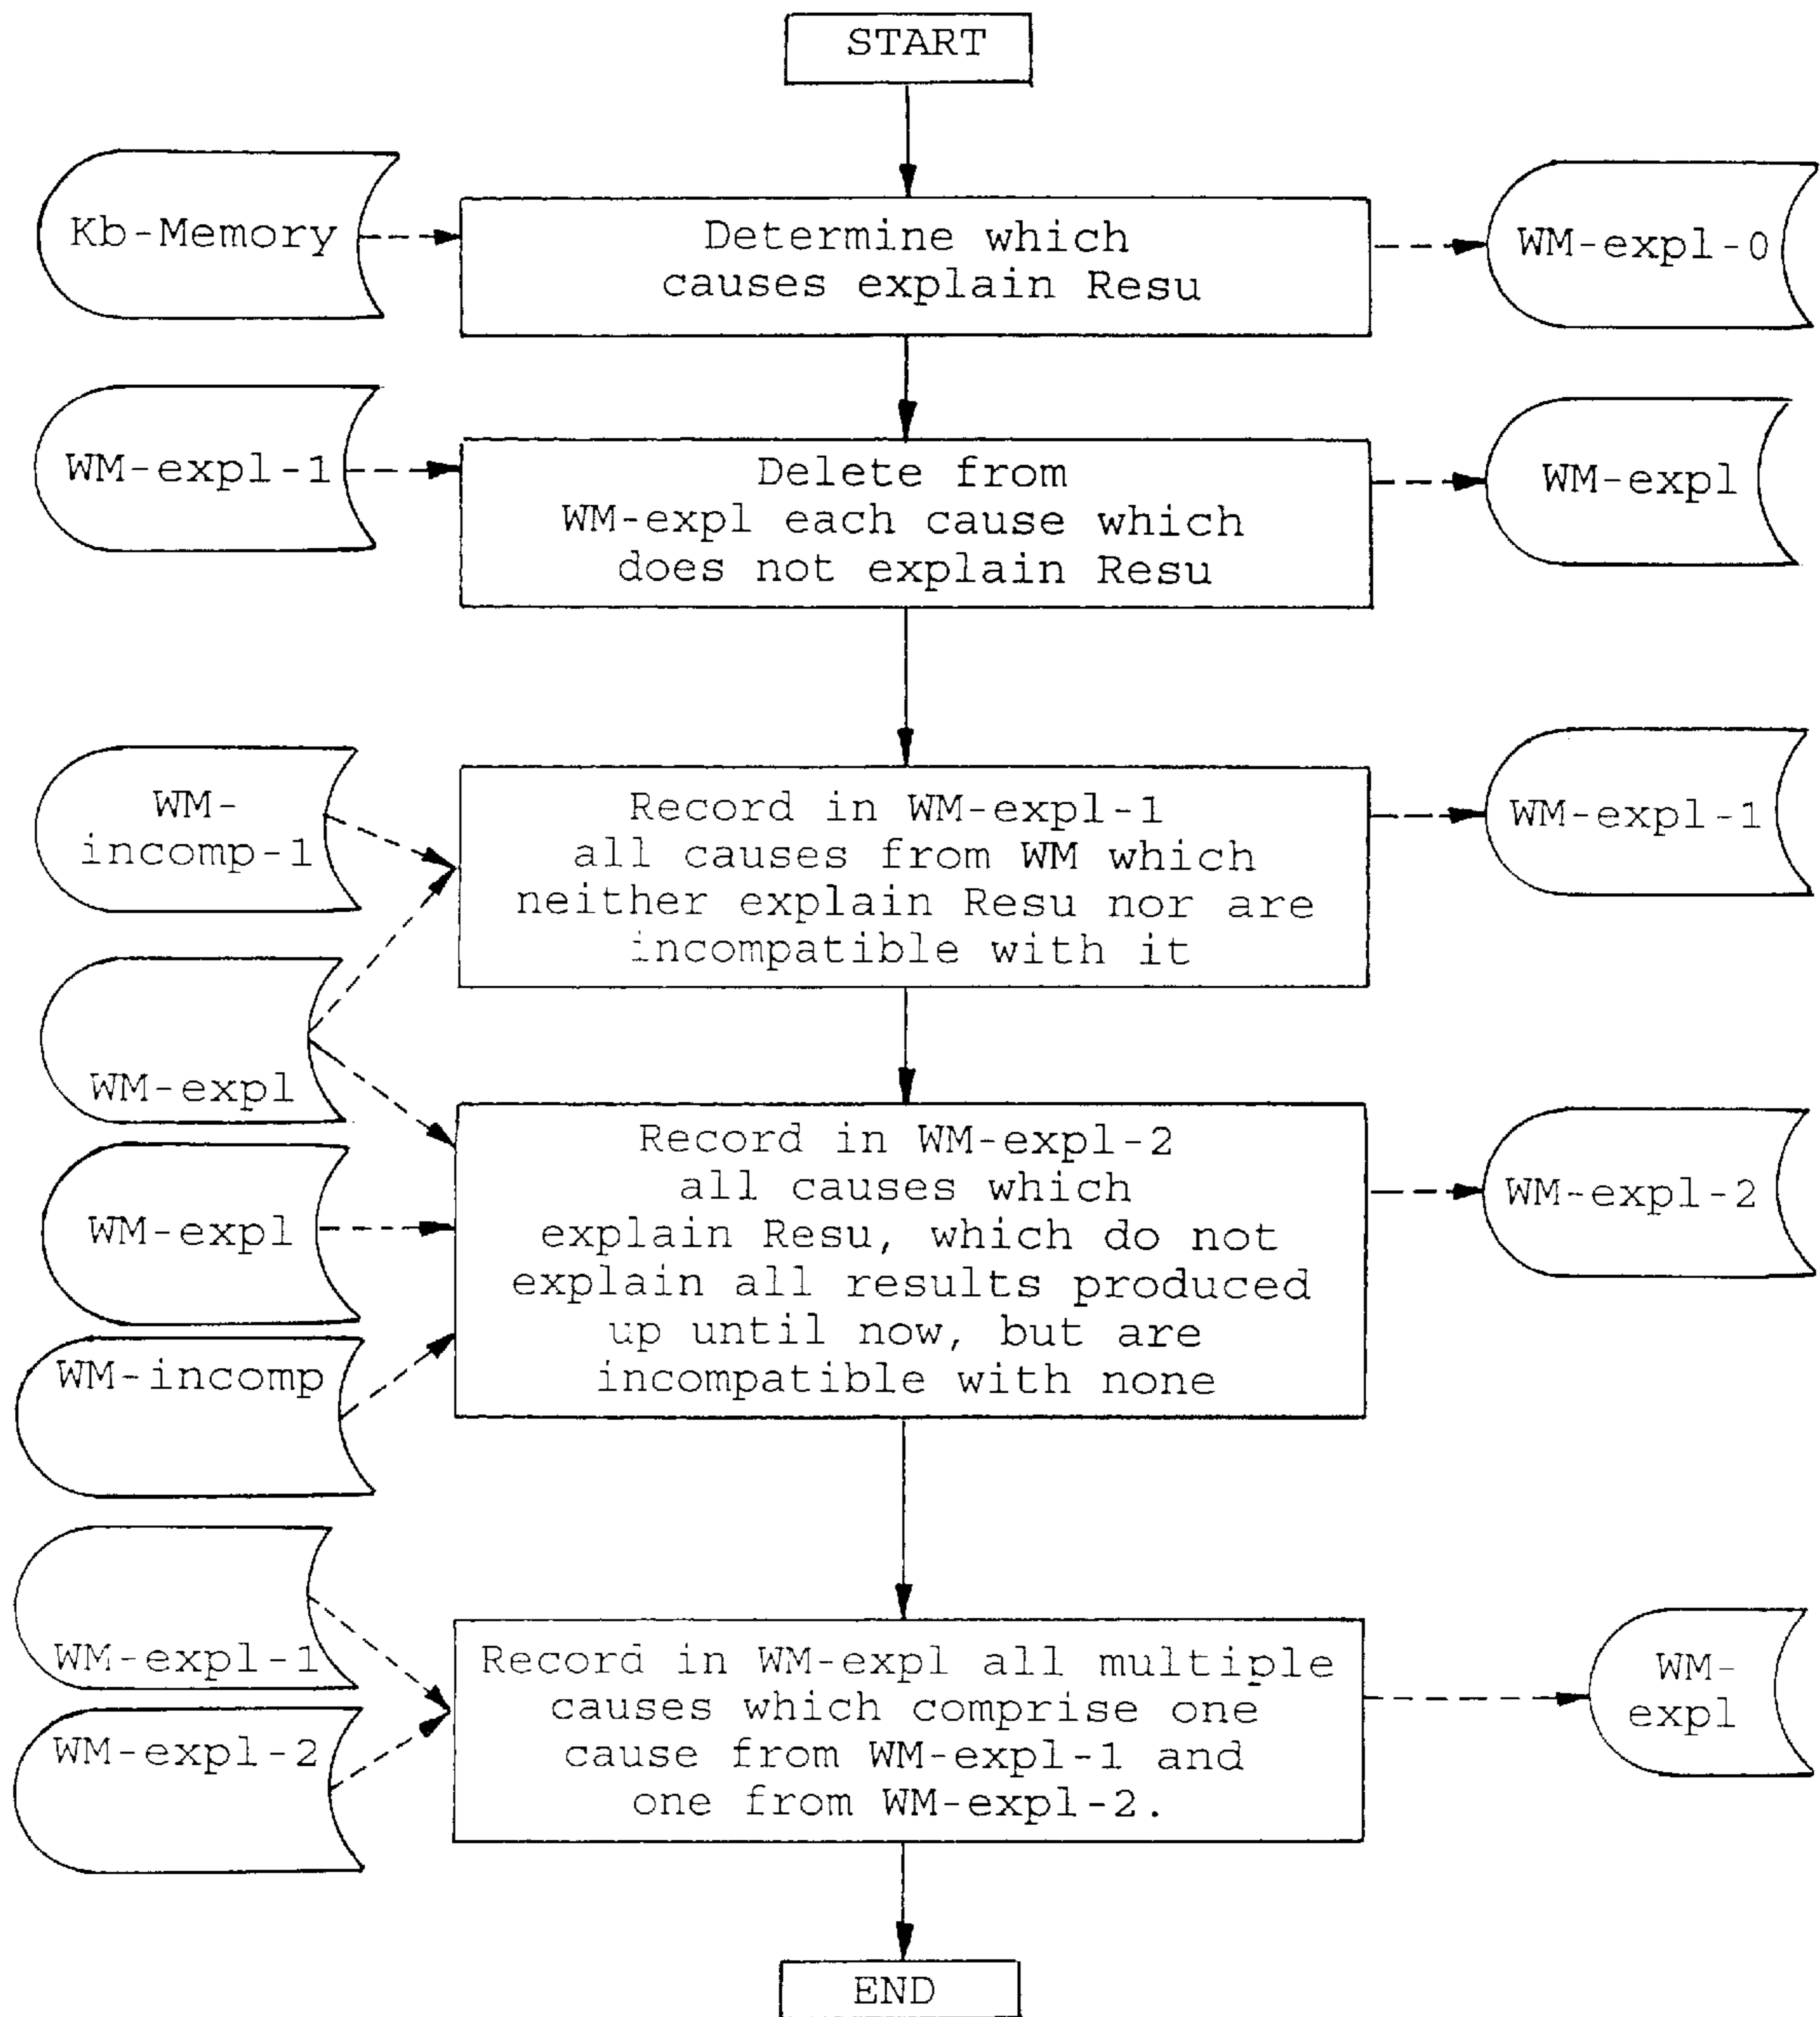 START
Kb-Memory
Determine which
causes explain Resu
WM-expl-0
WM-expl-1
Delete from
WM-expl each cause which
does not explain Resu
WM-expl
WM-
incomp-1
Record in WM-expl-1
all causes from WM which
neither explain Resu nor are
incompatible with it
WM-expl-1
WM-expl
WM-expl
WM-incomp
Record in WM-expl-2
all causes which
explain Resu, which do not
explain all results produced
up until now, but are
incompatible with none
WM-expl-2
WM-expl-1
WM-expl-2
Record in WM-expl all multiple
causes which comprise one
cause from WM-expl-1 and
one from WM-expl-2.
WM-
expl
END